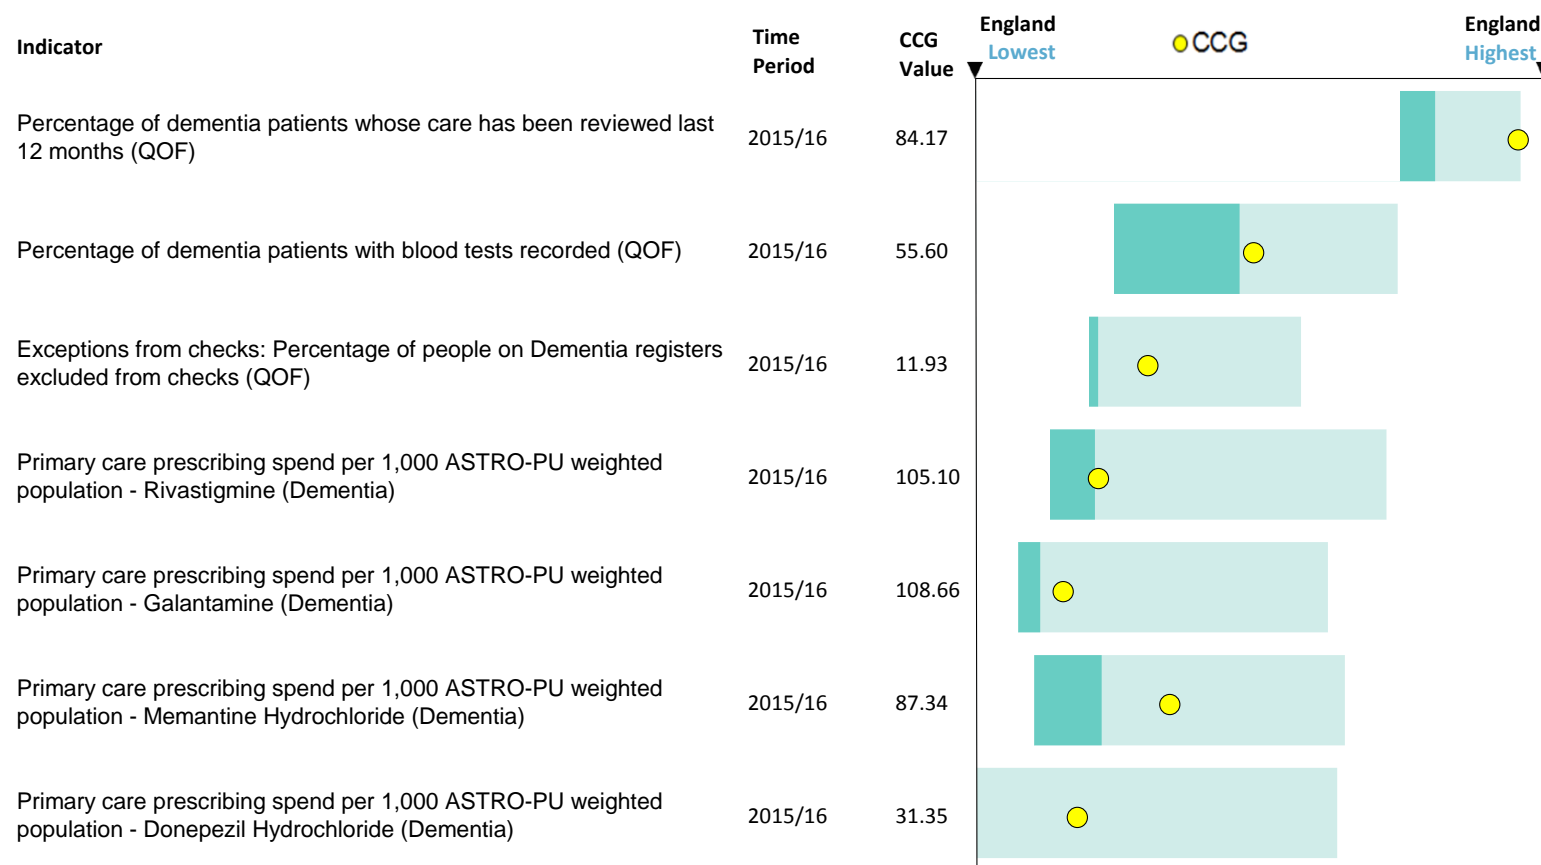 Indicator
Time
Period
CCG
Value
England
Lowest
CCG
England
Highest
Percentage of dementia patients whose care has been reviewed last
12 months (QOF)
2015/16
84.17
Percentage of dementia patients with blood tests recorded (QOF)
2015/16
55.60
Exceptions from checks: Percentage of people on Dementia registers
excluded from checks (QOF)
2015/16
11.93
Primary care prescribing spend per 1,000 ASTRO-PU weighted
population - Rivastigmine (Dementia)
2015/16
105.10
Primary care prescribing spend per 1,000 ASTRO-PU weighted
population - Galantamine (Dementia)
2015/16
108.66
Primary care prescribing spend per 1,000 ASTRO-PU weighted
population - Memantine Hydrochloride (Dementia)
2015/16
87.34
Primary care prescribing spend per 1,000 ASTRO-PU weighted
population - Donepezil Hydrochloride (Dementia)
2015/16
31.35